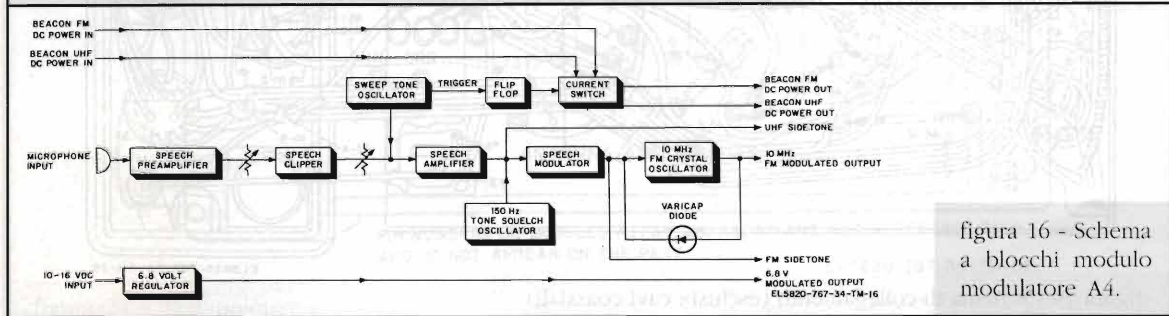 BEACON FM
DC POWER IN
BEACON UHF
DC POWER IN
SWEEP TONE
OSCILLATOR
TRIGGER
FLIP
FLOP
CURRENT
SWITCH
BEACON FM
DC POWER OUT
BEACON UHF
DC POWER OUT
UHF SIDETONE
MICROPHONE
INPUT
SPEECH
PREAMPLIFIER
SPEECH
CLIPPER
SPEECH
AMPLIFIER
SPEECH
MODULATOR
10 MHz
FM CRYSTAL
OSCILLATOR
10 MHz
FM MODULATED OUTPUT
150 Hz
TONE SQUELCH
OSCILLATOR
VARICAP
DIODE
FM SIDETONE
10-16 VDC
INPUT
6.8 VOLT
REGULATOR
6.8 V
MODULATED OUTPUT
EL5820-767-34-TM-16
figura 16 - Schema
a blocchi modulo
modulatore A4.